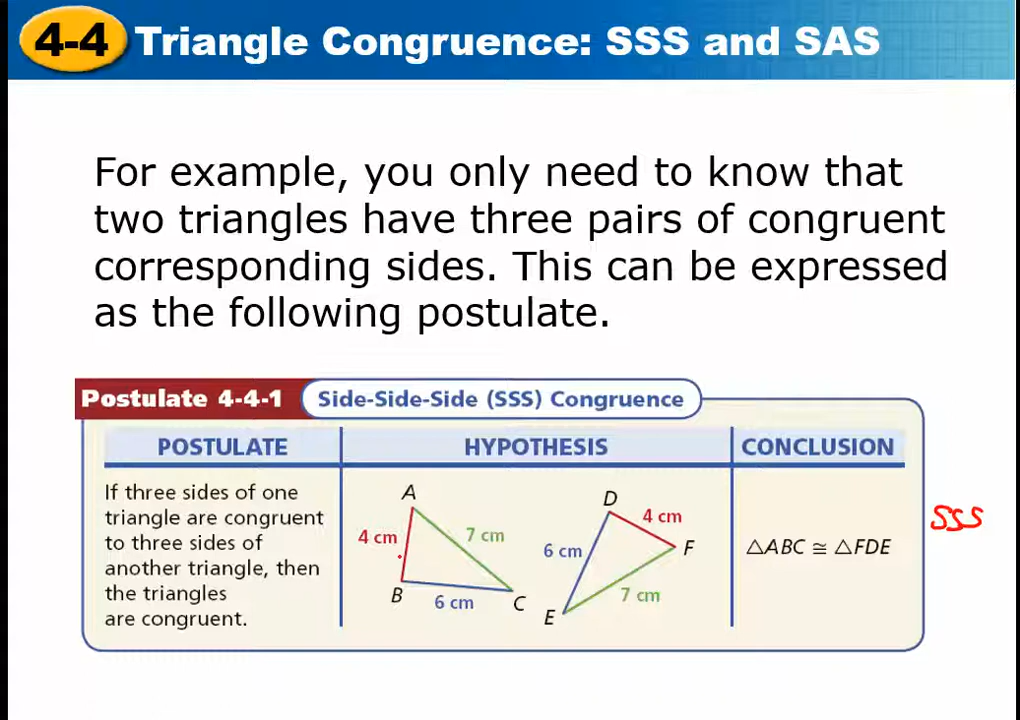 4-4 Triangle Congruence: SSS and SAS
For example, you only need to know that
two triangles have three pairs of congruent
corresponding sides. This can be expressed
as the following postulate.
Postulate 4-4-1 Side-Side-Side (SSS) Congruence
POSTULATE HYPOTHESIS CONCLUSION
If three sides of one
triangle are congruent
to three sides of
another triangle, then
the triangles
are congruent.
A
4 cm 7 cm
B 6 cm C
D
4 cm
6 cm F
7 cm
E
△ABC ≅ △FDE
SSS